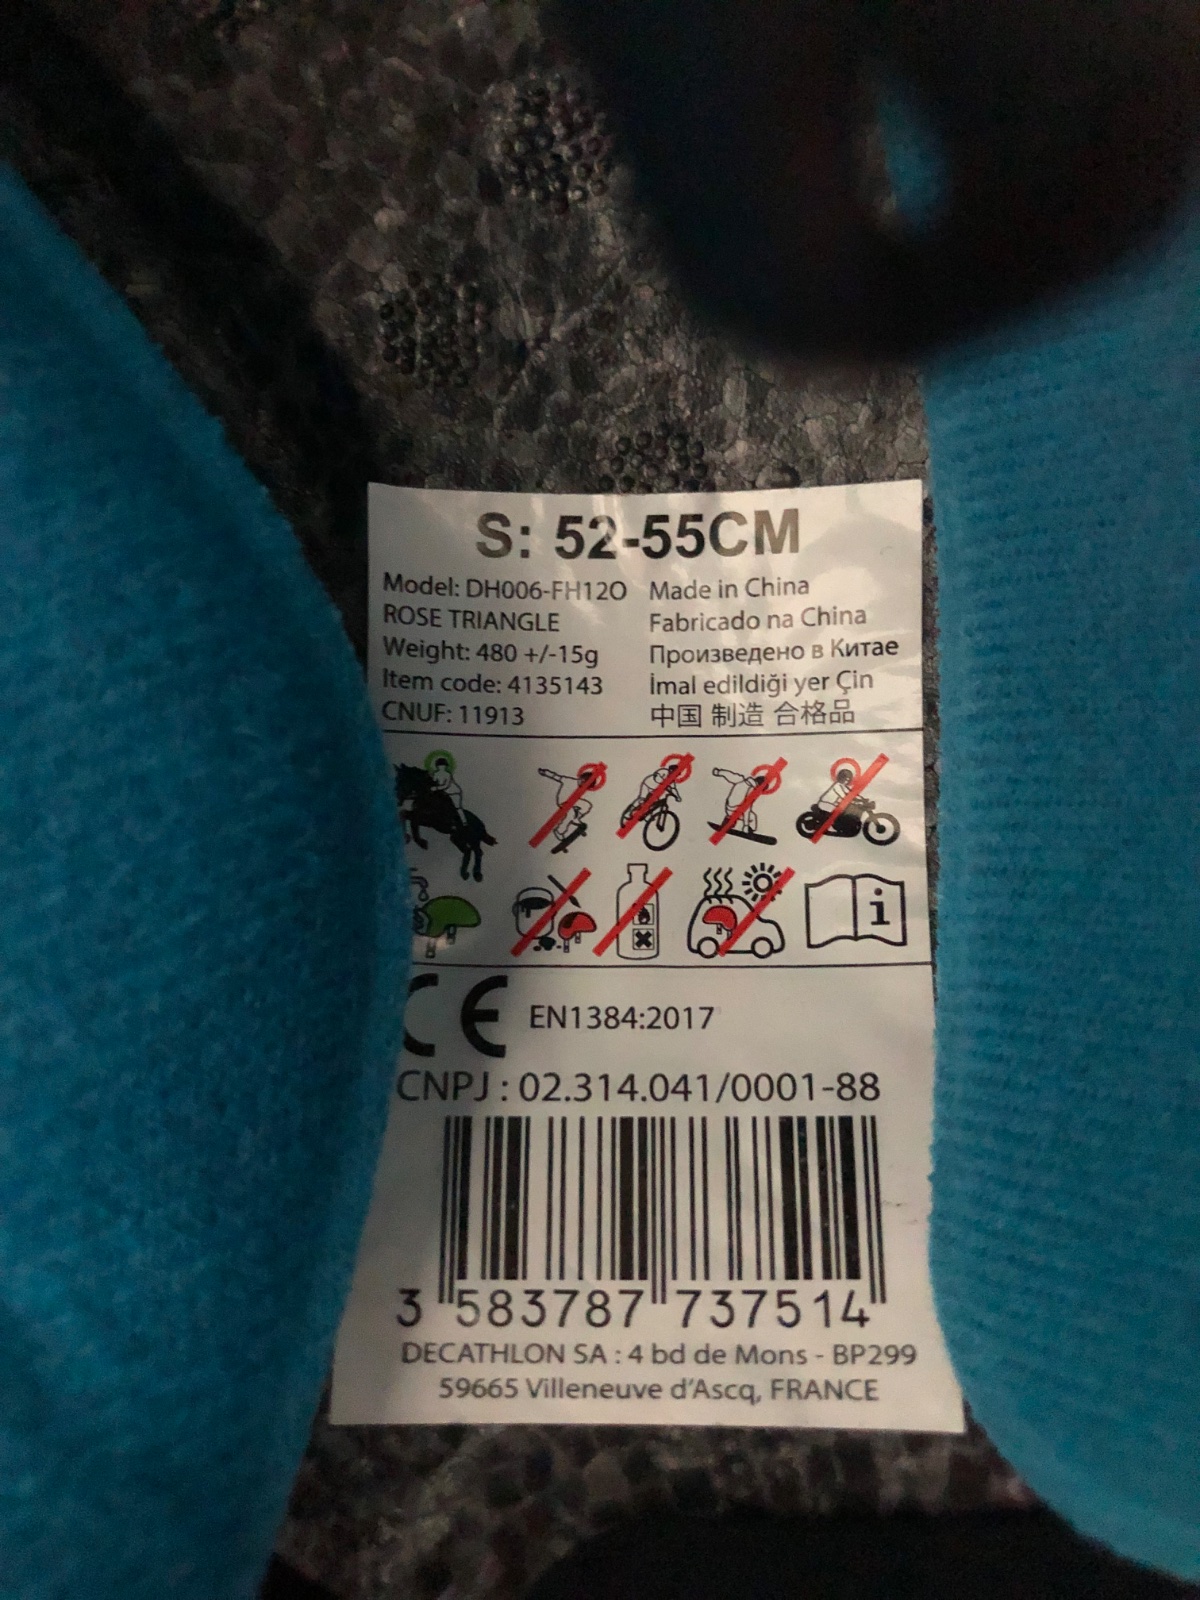 S: 52-55CM
Model: DH006-FH12O
ROSE TRIANGLE
Weight: 480 +/-15g
Item code: 4135143
CNUF: 11913
Made in China
Fabricado na China
Произведено в Китае
İmal edildiği yer Çin
中国 制造 合格品
i
CE EN1384:2017
CNPJ : 02.314.041/0001-88
3 583787 737514
DECATHLON SA : 4 bd de Mons - BP299
59665 Villeneuve d'Ascq, FRANCE